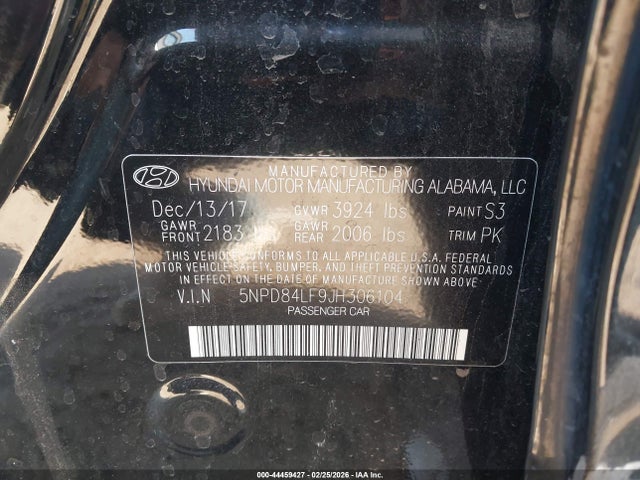 MANUFACTURED BY
HYUNDAI MOTOR MANUFACTURING ALABAMA, LLC
Dec/13/17 GVWR 3924 lbs PAINT S3
GAWR FRONT 2183 GAWR REAR 2006 lbs TRIM PK
THIS VEHICLE CONFORMS TO ALL APPLICABLE U.S.A. FEDERAL
MOTOR VEHICLE SAFETY, BUMPER, AND THEFT PREVENTION STANDARDS
IN EFFECT ON THE DATE OF MANUFACTURE SHOWN ABOVE.
V.I.N 5NPD84LF9JH306104
PASSENGER CAR
000-44459427 - 02/25/2026 - Copyright © IAA, LLC